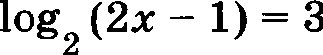 log₂(2x − 1) = 3